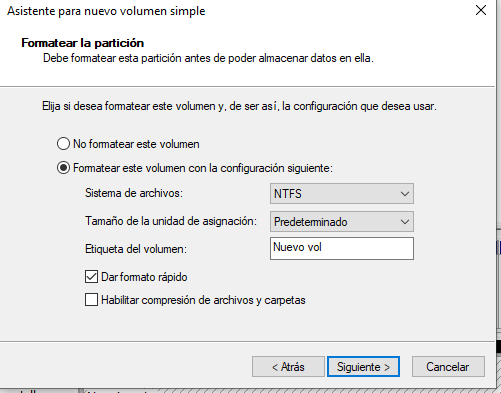 Asistente para nuevo volumen simple
Formatear la partición
Debe formatear esta partición antes de poder almacenar datos en ella.
Elija si desea formatear este volumen y, de ser así, la configuración que desea usar.
No formatear este volumen
Formatear este volumen con la configuración siguiente:
Sistema de archivos: NTFS
Tamaño de la unidad de asignación: Predeterminado
Etiqueta del volumen: Nuevo vol
Dar formato rápido
Habilitar compresión de archivos y carpetas
< Atrás Siguiente > Cancelar